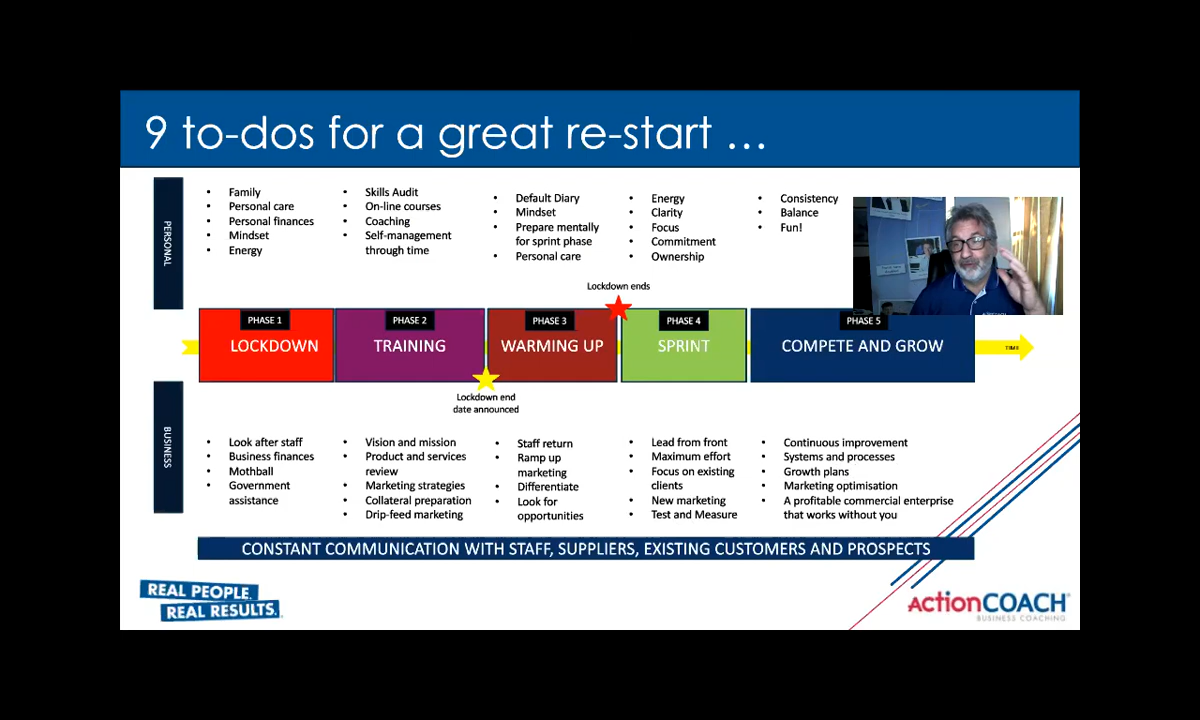 9 to-dos for a great re-start ...
PERSONAL
• Family
• Personal care
• Personal finances
• Mindset
• Energy
• Skills Audit
• On-line courses
• Coaching
• Self-management
through time
• Default Diary
• Mindset
• Prepare mentally
for sprint phase
• Personal care
• Energy
• Clarity
• Focus
• Commitment
• Ownership
• Consistency
• Balance
• Fun!
Lockdown ends
PHASE 1
LOCKDOWN
PHASE 2
TRAINING
PHASE 3
WARMING UP
PHASE 4
SPRINT
PHASE 5
COMPETE AND GROW
TIME
Lockdown end
date announced
BUSINESS
• Look after staff
• Business finances
• Mothball
• Government
assistance
• Vision and mission
• Product and services
review
• Marketing strategies
• Collateral preparation
• Drip-feed marketing
• Staff return
• Ramp up
marketing
• Differentiate
• Look for
opportunities
• Lead from front
• Maximum effort
• Focus on existing
clients
• New marketing
• Test and Measure
• Continuous improvement
• Systems and processes
• Growth plans
• Marketing optimisation
• A profitable commercial enterprise
that works without you
CONSTANT COMMUNICATION WITH STAFF, SUPPLIERS, EXISTING CUSTOMERS AND PROSPECTS
REAL PEOPLE.
REAL RESULTS.
ActionCOACH
BUSINESS COACHING